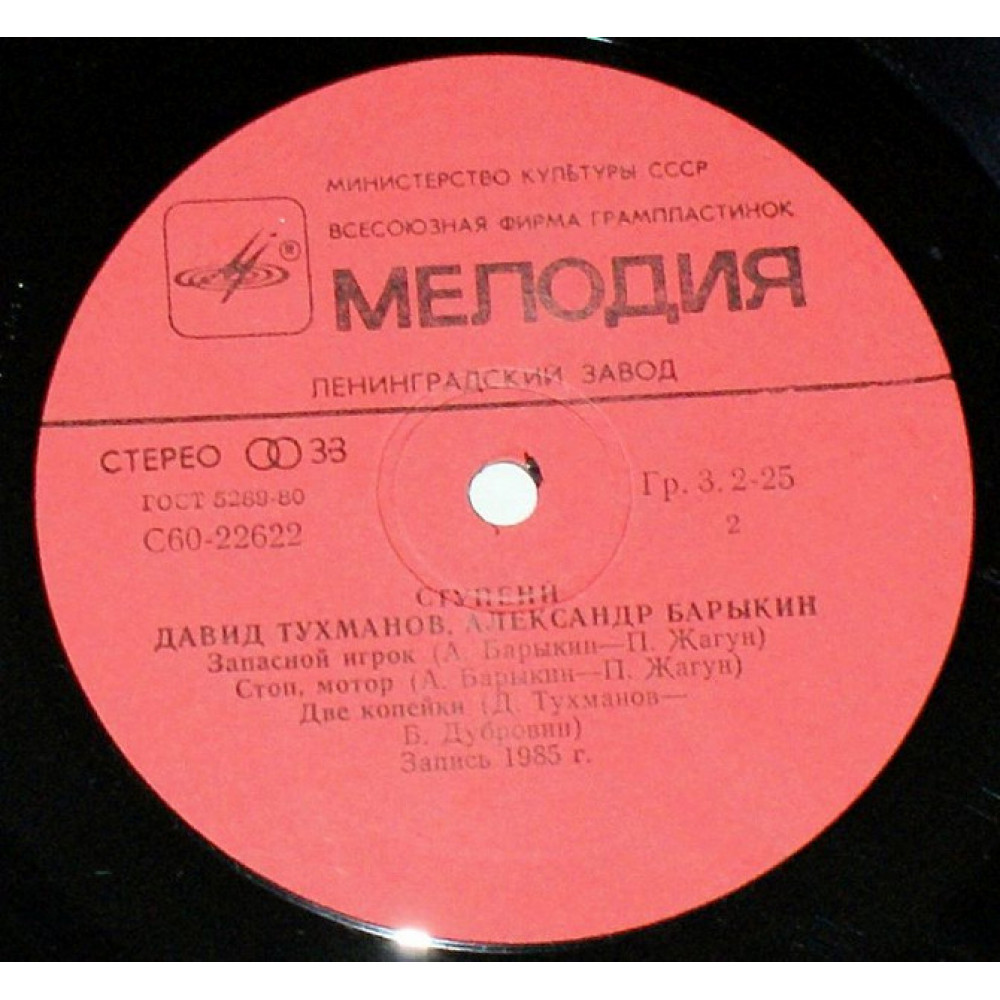 МИНИСТЕРСТВО КУЛЬТУРЫ СССР
ВСЕСОЮЗНАЯ ФИРМА ГРАМПЛАСТИНОК
®
МЕЛОДИЯ
ЛЕНИНГРАДСКИЙ ЗАВОД
СТЕРЕО 33
ГОСТ 5289-80
С60-22622
Гр. 3. 2-25
2
СТУПЕНИ
ДАВИД ТУХМАНОВ, АЛЕКСАНДР БАРЫКИН
Запасной игрок (А. Барыкин—П. Жагун)
Стоп, мотор (А. Барыкин—П. Жагун)
Две копейки (Д. Тухманов—
Б. Дубровин)
Запись 1985 г.